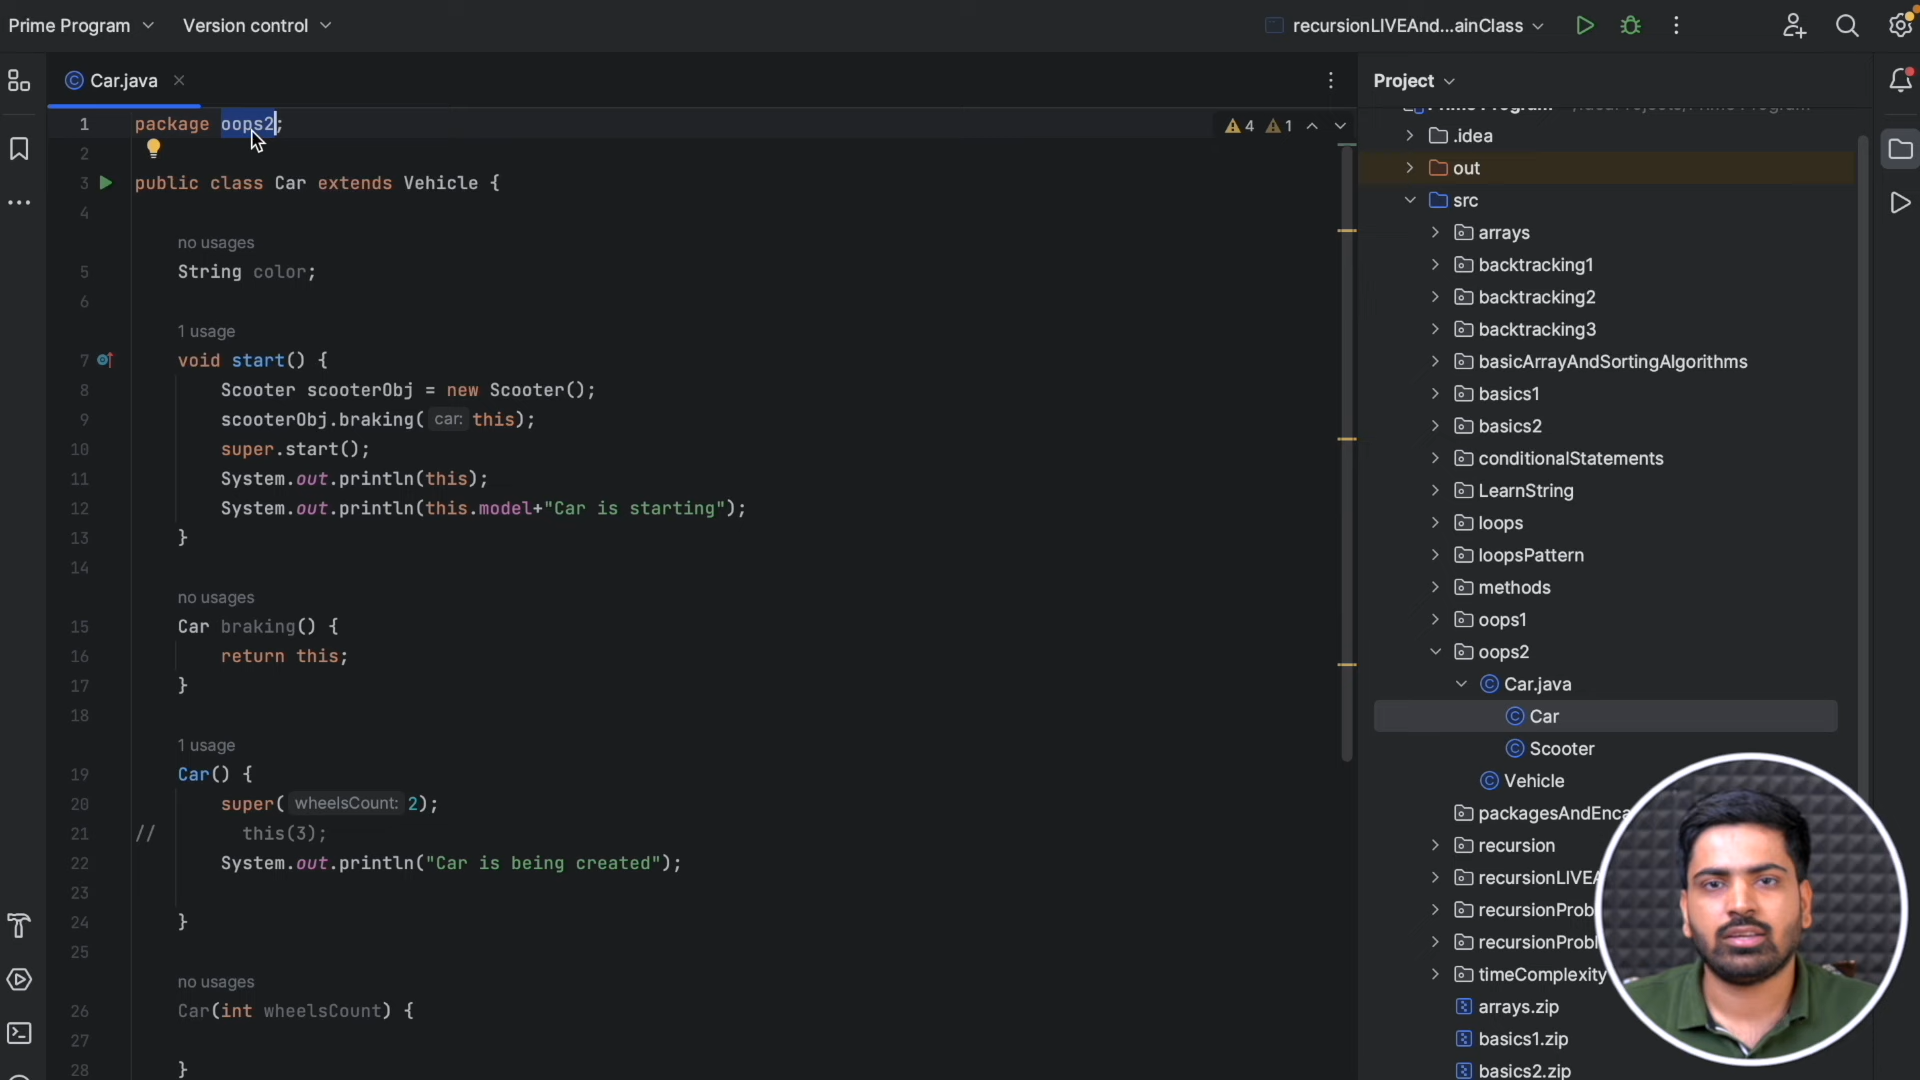 Prime Program
Version control
recursionLIVEAnd...ainClass
Car.java
Project
4 1
1 package oops2;
2
3 public class Car extends Vehicle {
4
no usages
5 String color;
6
1 usage
7 void start() {
8 Scooter scooterObj = new Scooter();
9 scooterObj.braking( car: this);
10 super.start();
11 System.out.println(this);
12 System.out.println(this.model+"Car is starting");
13 }
14
no usages
15 Car braking() {
16 return this;
17 }
18
1 usage
19 Car() {
20 super( wheelsCount: 2);
21 // this(3);
22 System.out.println("Car is being created");
23
24 }
25
no usages
26 Car(int wheelsCount) {
27
28 }
.idea
out
src
arrays
backtracking1
backtracking2
backtracking3
basicArrayAndSortingAlgorithms
basics1
basics2
conditionalStatements
LearnString
loops
loopsPattern
methods
oops1
oops2
Car.java
Car
Scooter
Vehicle
packagesAndEnca
recursion
recursionLIVEA
recursionProb
recursionProbl
timeComplexity
arrays.zip
basics1.zip
basics2.zip